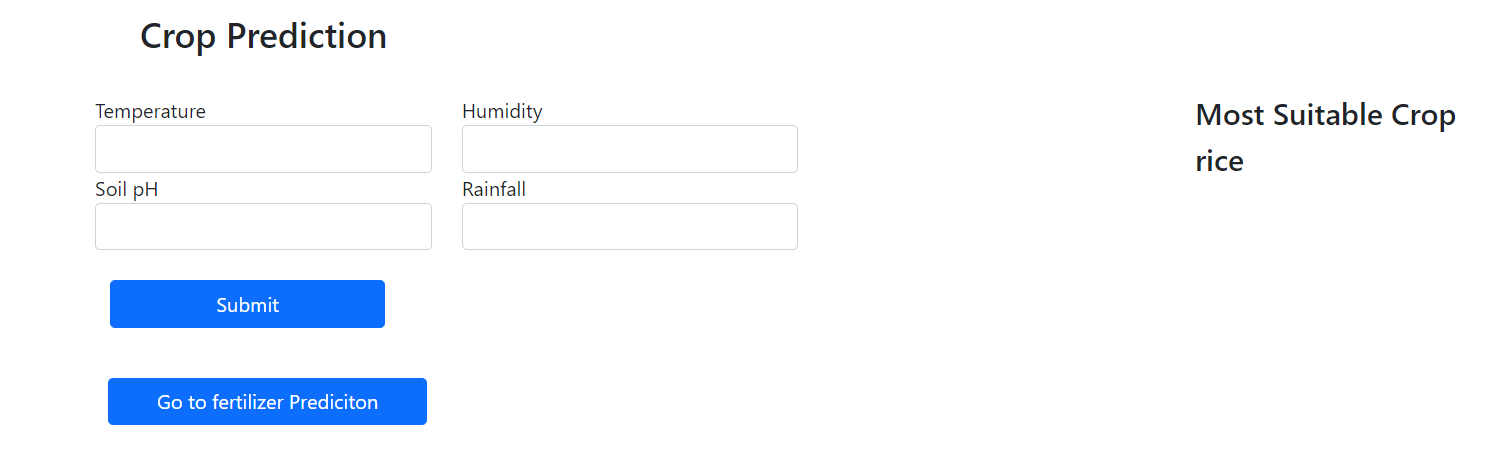 Crop Prediction
Temperature
Humidity
Soil pH
Rainfall
Submit
Go to fertilizer Prediciton
Most Suitable Crop
rice